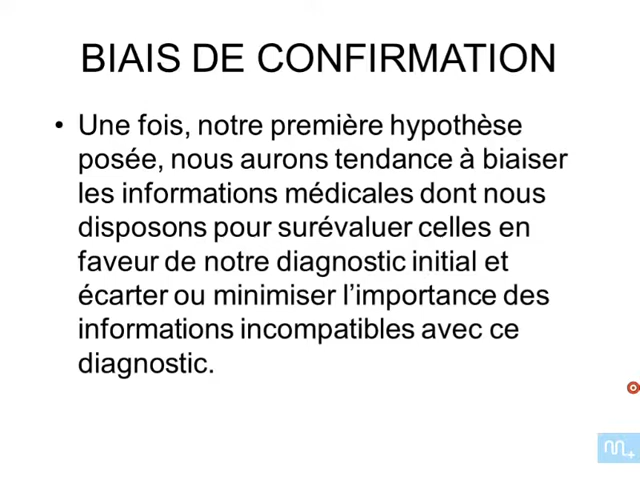 BIAIS DE CONFIRMATION
• Une fois, notre première hypothèse
posée, nous aurons tendance à biaiser
les informations médicales dont nous
disposons pour surévaluer celles en
faveur de notre diagnostic initial et
écarter ou minimiser l’importance des
informations incompatibles avec ce
diagnostic.